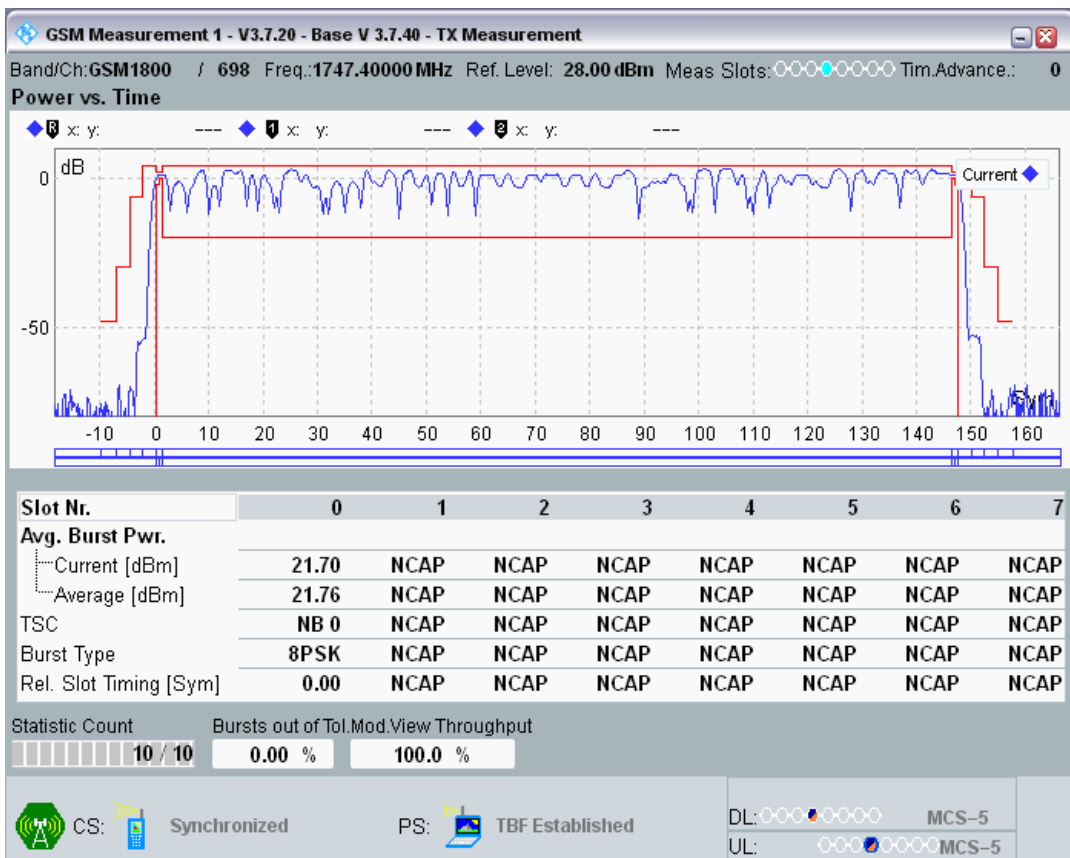 GSM Measurement 1 - V3.7.20 - Base V 3.7.40 - TX Measurement
Band/Ch:GSM1800 / 698 Freq.:1747.40000 MHz Ref. Level: 28.00 dBm Meas Slots: Tim.Advance.: 0
Power vs. Time
R x: y: --- 1 x: y: --- 2 x: y: ---
dB
Current
0
-50
Sym
-10 0 10 20 30 40 50 60 70 80 90 100 110 120 130 140 150 160
Slot Nr. 0 1 2 3 4 5 6 7
Avg. Burst Pwr.
Current [dBm] 21.70 NCAP NCAP NCAP NCAP NCAP NCAP NCAP
Average [dBm] 21.76 NCAP NCAP NCAP NCAP NCAP NCAP NCAP
TSC NB 0 NCAP NCAP NCAP NCAP NCAP NCAP NCAP
Burst Type 8PSK NCAP NCAP NCAP NCAP NCAP NCAP NCAP
Rel. Slot Timing [Sym] 0.00 NCAP NCAP NCAP NCAP NCAP NCAP NCAP
Statistic Count Bursts out of Tol.Mod.View Throughput
10 / 10 0.00 % 100.0 %
CS: Synchronized PS: TBF Established DL: MCS-5
UL: MCS-5